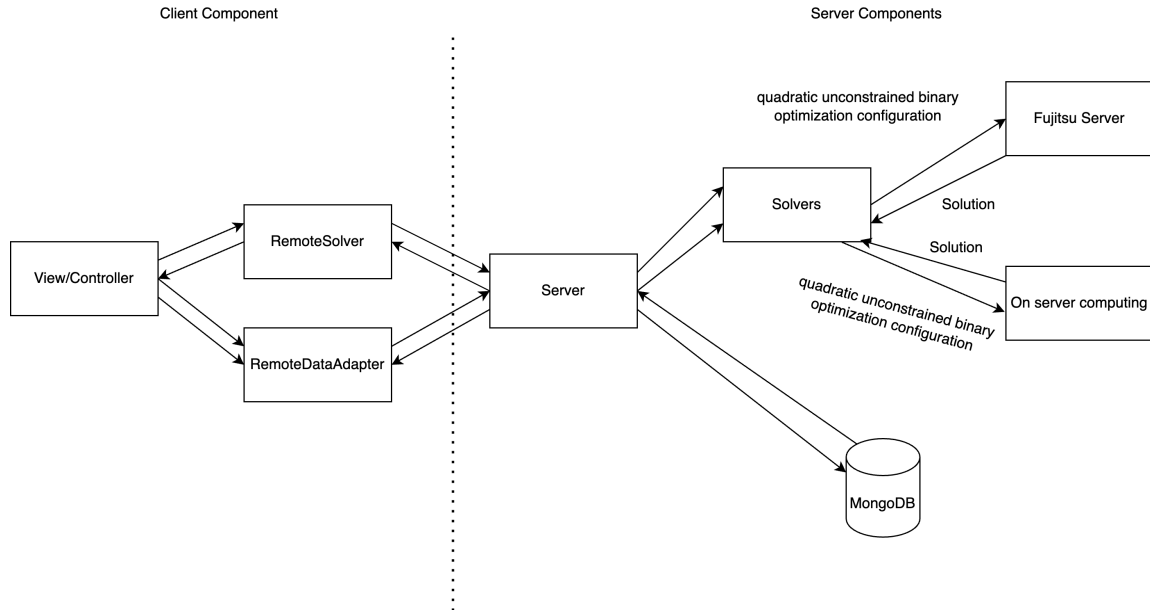 Client Component
Server Components
quadratic unconstrained binary
optimization configuration
Fujitsu Server
Solvers
Solution
RemoteSolver
View/Controller
Server
Solution
On server computing
quadratic unconstrained binary
optimization configuration
RemoteDataAdapter
MongoDB